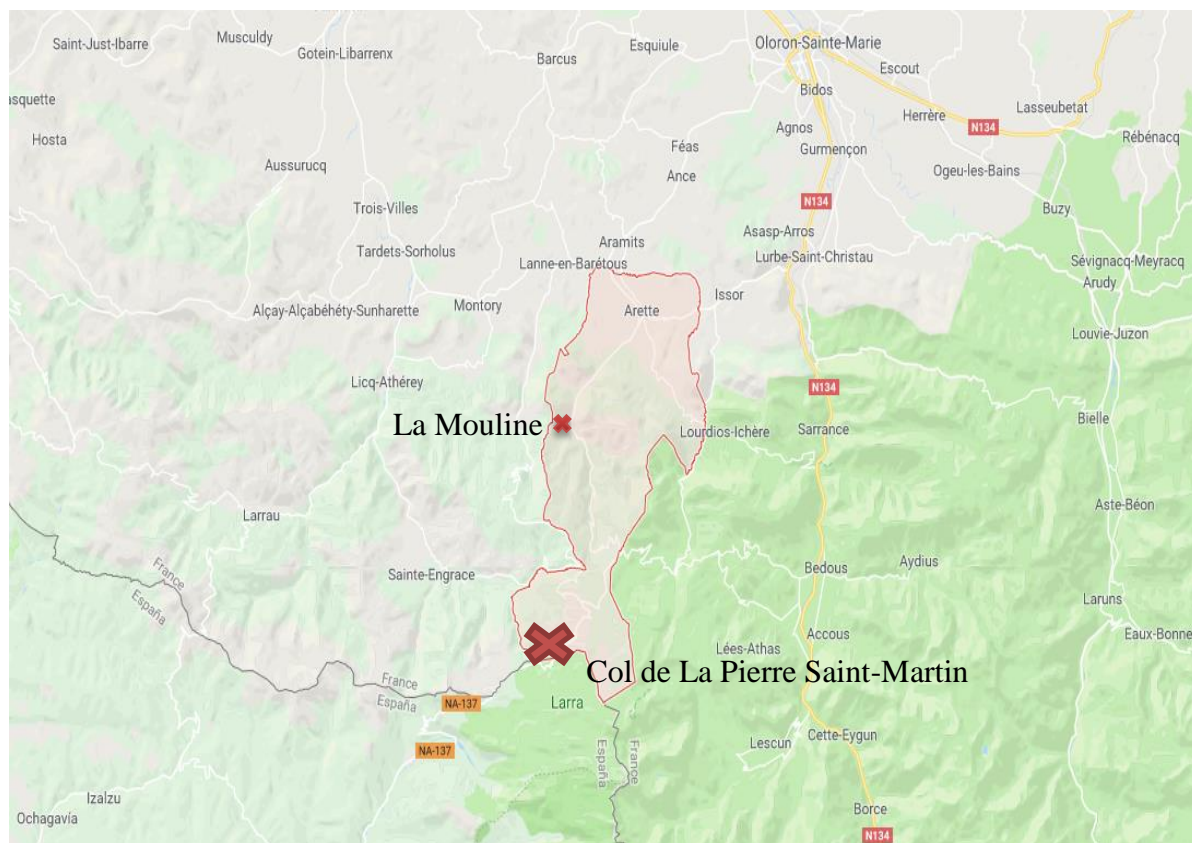 Saint-Just-Ibarre
Musculdy
Gotein-Libarrenx
Barcus
Esquiule
Oloron-Sainte-Marie
Escout
Bidos
asquette
Hosta
Herrère
Lasseubetat
N134
Rébénacq
Agnos
Gurmençon
Féas
Ance
Aussurucq
Ogeu-les-Bains
N134
Buzy
Trois-Villes
Asasp-Arros
Aramits
Tardets-Sorholus
Lanne-en-Barétous
Lurbe-Saint-Christau
Sévignacq-Meyracq
Arudy
Issor
Montory
Alçay-Alçabéhéty-Sunharette
Arette
Louvie-Juzon
Licq-Athérey
N134
La Mouline
Bielle
Lourdios-Ichère
Sarrance
Aste-Béon
Larrau
France
España
Sainte-Engrace
Bedous
Aydius
Laruns
Accous
Eaux-Bonne
Lées-Athas
Col de La Pierre Saint-Martin
France
España
NA-137
Larra
Cette-Eygun
Lescun
NA-137
España
France
Izalzu
Borce
Ochagavía
N134